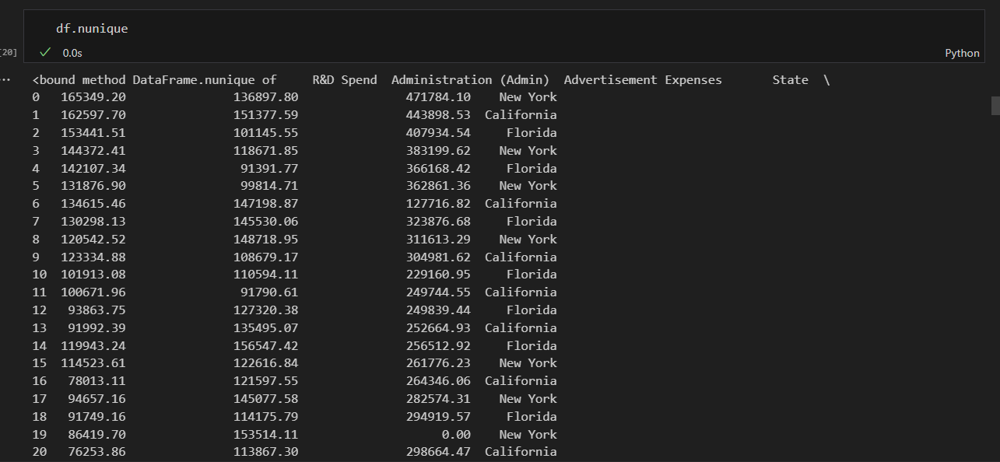 df.nunique
[20]
0.0s
Python
<bound method DataFrame.nunique of     R&D Spend  Administration (Admin)  Advertisement Expenses       State  \
0   165349.20               136897.80               471784.10    New York
1   162597.70               151377.59               443898.53  California
2   153441.51               101145.55               407934.54     Florida
3   144372.41               118671.85               383199.62    New York
4   142107.34                91391.77               366168.42     Florida
5   131876.90                99814.71               362861.36    New York
6   134615.46               147198.87               127716.82  California
7   130298.13               145530.06               323876.68     Florida
8   120542.52               148718.95               311613.29    New York
9   123334.88               108679.17               304981.62  California
10  101913.08               110594.11               229160.95     Florida
11  100671.96                91790.61               249744.55  California
12   93863.75               127320.38               249839.44     Florida
13   91992.39               135495.07               252664.93  California
14  119943.24               156547.42               256512.92     Florida
15  114523.61               122616.84               261776.23    New York
16   78013.11               121597.55               264346.06  California
17   94657.16               145077.58               282574.31    New York
18   91749.16               114175.79               294919.57     Florida
19   86419.70               153514.11                    0.00    New York
20   76253.86               113867.30               298664.47  California